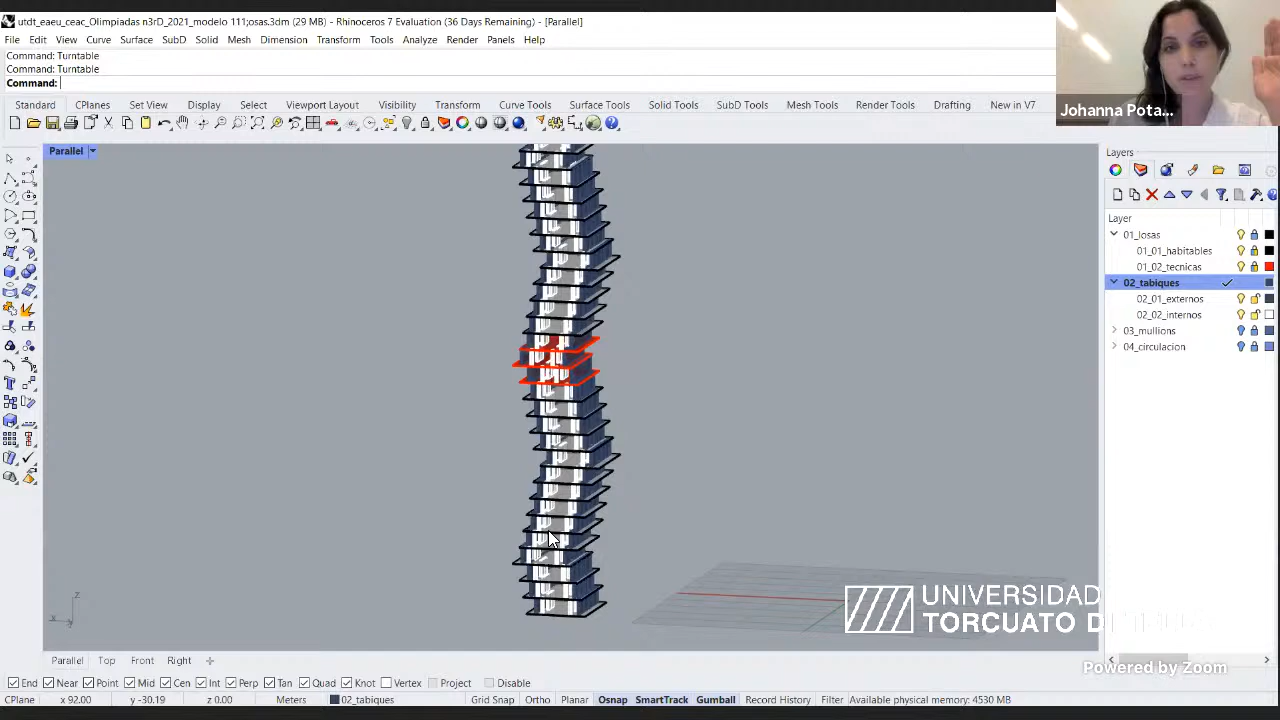 utdt_eaeu_ceac_Olimpiadas n3rD_2021_modelo 111;osas.3dm (29 MB) - Rhinoceros 7 Evaluation (36 Days Remaining) - [Parallel]
File Edit View Curve Surface SubD Solid Mesh Dimension Transform Tools Analyze Render Panels Help
Command: Turntable
Command: Turntable
Command:
Standard CPlanes Set View Display Select Viewport Layout Visibility Transform Curve Tools Surface Tools Solid Tools SubD Tools Mesh Tools Render Tools Drafting New in V7
Johanna Pota...
Parallel
Layers
Layer
01_losas
01_01_habitables
01_02_tecnicas
02_tabiques
02_01_externos
02_02_internos
03_mullions
04_circulacion
z
x
UNIVERSIDAD
TORCUATO
Powered by Zoom
Parallel Top Front Right
End Near Point Mid Cen Int Perp Tan Quad Knot Vertex Project Disable
CPlane x 92.00 y -30.19 z 0.00 Meters 02_tabiques Grid Snap Ortho Planar Osnap SmartTrack Gumball Record History Filter Available physical memory: 4530 MB